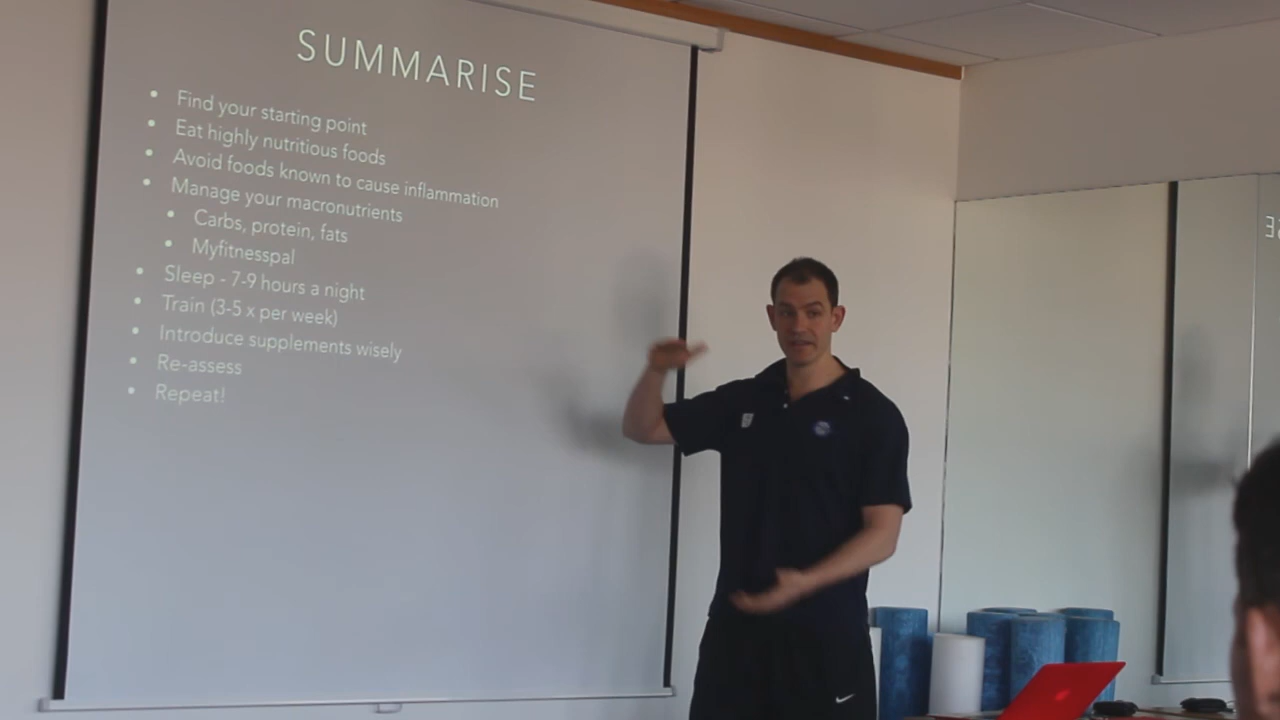 SUMMARISE
• Find your starting point
• Eat highly nutritious foods
• Avoid foods known to cause inflammation
• Manage your macronutrients
• Carbs, protein, fats
• Myfitnesspal
• Sleep - 7-9 hours a night
• Train (3-5 x per week)
• Introduce supplements wisely
• Re-assess
• Repeat!